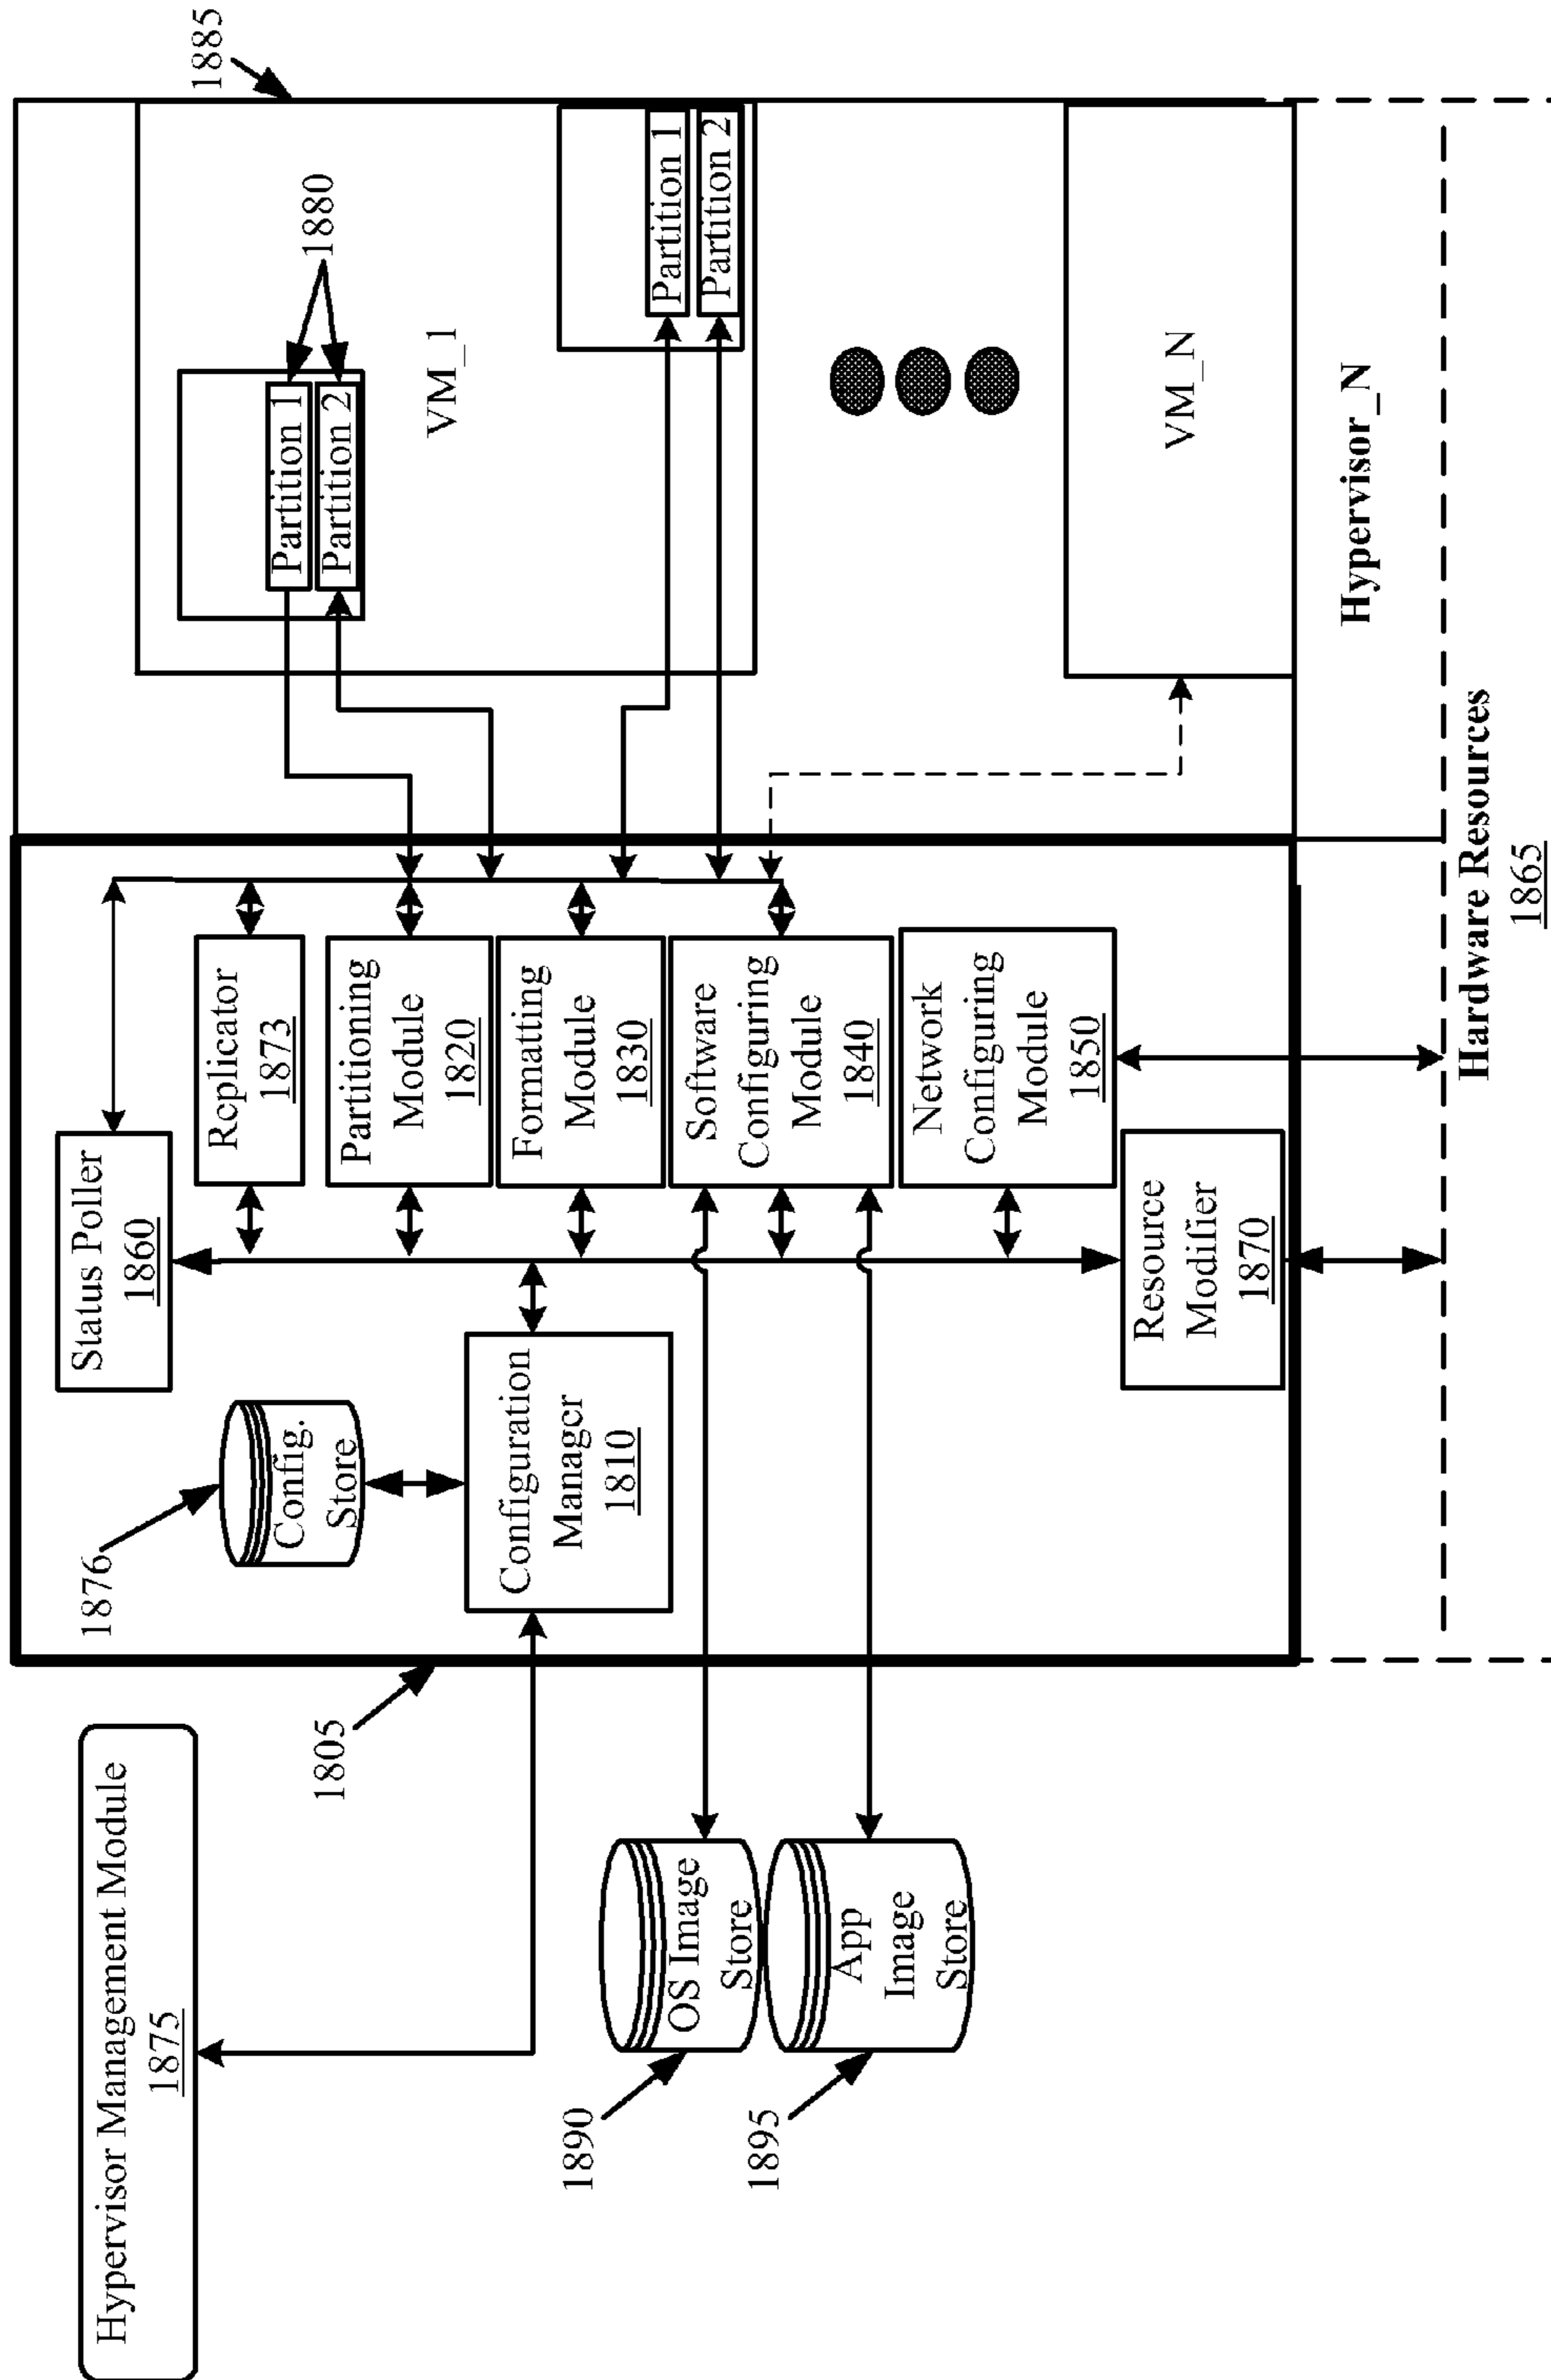 Hypervisor Management Module
1875
1805
1876
Config.
Store
Status Poller
1860
Replicator
1873
Partitioning
Module
1820
Formatting
Module
1830
Configuration
Manager
1810
Software
Configuring
Module
1840
Network
Configuring
Module
1850
Resource
Modifier
1870
1890
OS Image
Store
1895
App
Image
Store
1885
Partition 1
Partition 2
1880
VM_1
Partition 1
Partition 2
VM_N
Hypervisor_N
Hardware Resources
1865